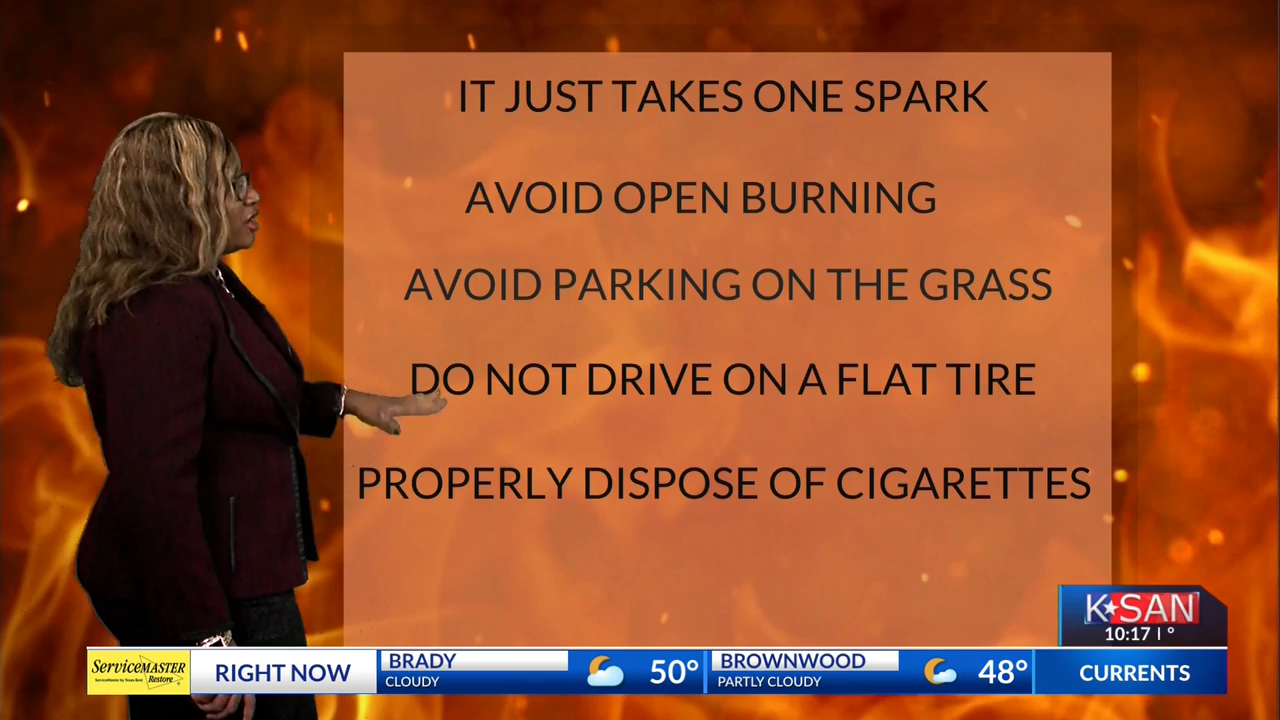 IT JUST TAKES ONE SPARK
AVOID OPEN BURNING
AVOID PARKING ON THE GRASS
DO NOT DRIVE ON A FLAT TIRE
PROPERLY DISPOSE OF CIGARETTES
K★SAN
10:17 | °
ServiceMASTER
Restore
RIGHT NOW
BRADY
CLOUDY
50°
BROWNWOOD
PARTLY CLOUDY
48°
CURRENTS